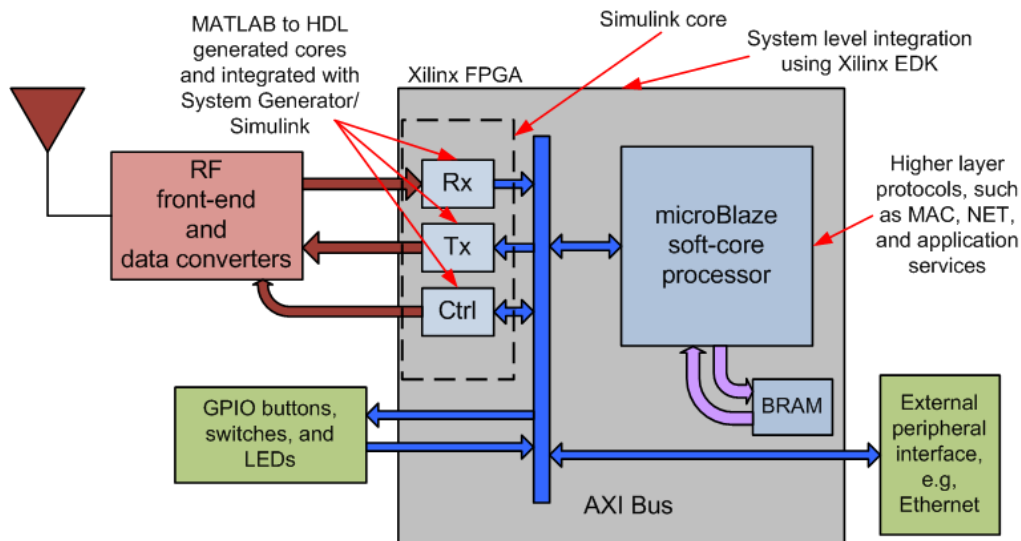 MATLAB to HDL
generated cores
and integrated with
System Generator/
Simulink
Simulink core
System level integration
using Xilinx EDK
Xilinx FPGA
RF
front-end
and
data converters
Rx
Tx
Ctrl
microBlaze
soft-core
processor
Higher layer
protocols, such
as MAC, NET,
and application
services
BRAM
GPIO buttons,
switches, and
LEDs
External
peripheral
interface,
e.g,
Ethernet
AXI Bus